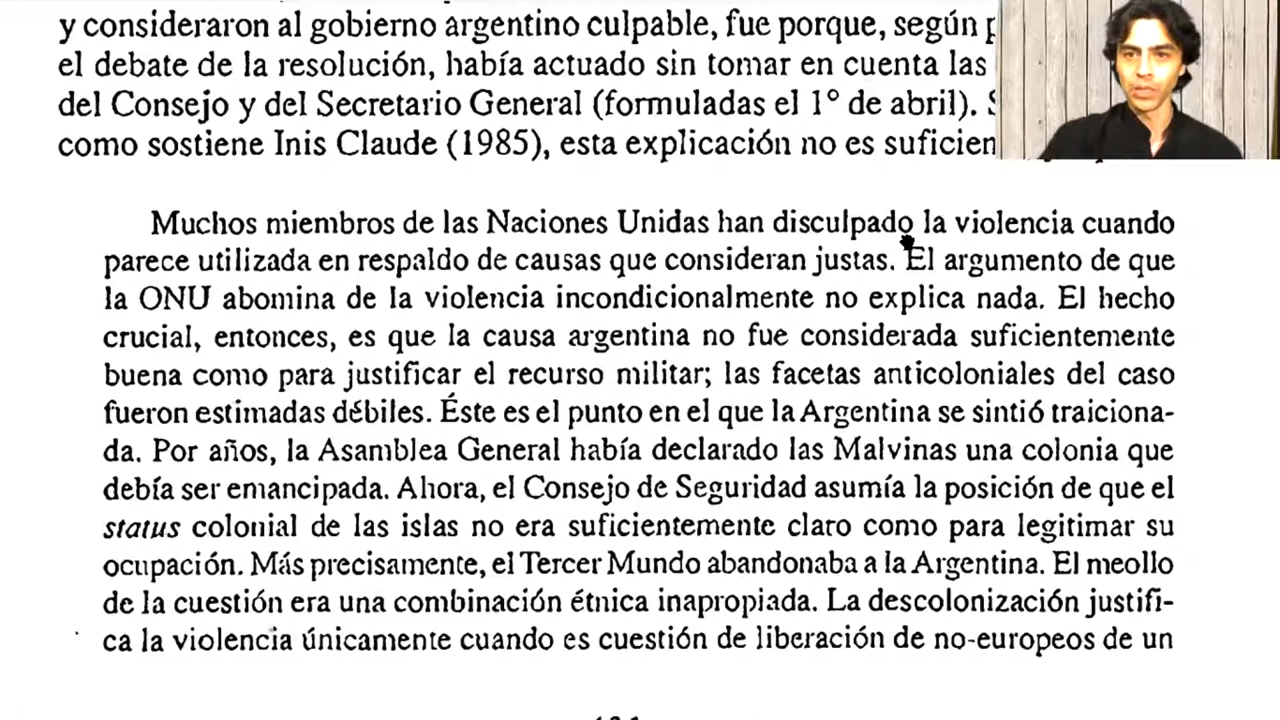 y consideraron al gobierno argentino culpable, fue porque, según
el debate de la resolución, había actuado sin tomar en cuenta las
del Consejo y del Secretario General (formuladas el 1° de abril).
como sostiene Inis Claude (1985), esta explicación no es
Muchos miembros de las Naciones Unidas han disculpado la violencia cuando
parece utilizada en respaldo de causas que consideran justas. El argumento de que
la ONU abomina de la violencia incondicionalmente no explica nada. El hecho
crucial, entonces, es que la causa argentina no fue considerada suficientemente
buena como para justificar el recurso militar; las facetas anticoloniales del caso
fueron estimadas débiles. Éste es el punto en el que la Argentina se sintió traiciona-
da. Por años, la Asamblea General había declarado las Malvinas una colonia que
debía ser emancipada. Ahora, el Consejo de Seguridad asumía la posición de que el
status colonial de las islas no era suficientemente claro como para legitimar su
ocupación. Más precisamente, el Tercer Mundo abandonaba a la Argentina. El meollo
de la cuestión era una combinación étnica inapropiada. La descolonización justifi-
ca la violencia únicamente cuando es cuestión de liberación de no-europeos de un